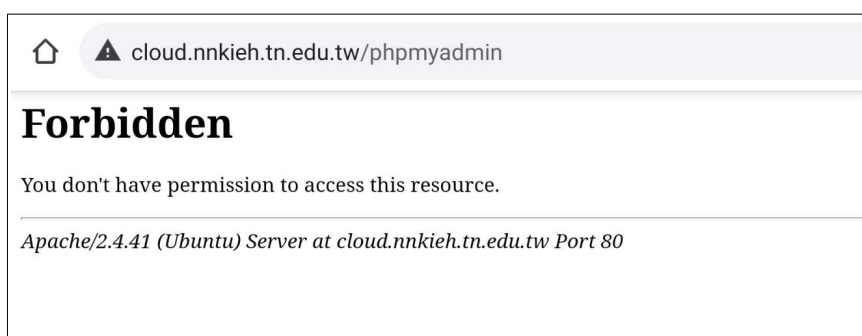 cloud.nnkieh.tn.edu.tw/phpmyadmin
Forbidden
You don't have permission to access this resource.
Apache/2.4.41 (Ubuntu) Server at cloud.nnkieh.tn.edu.tw Port 80